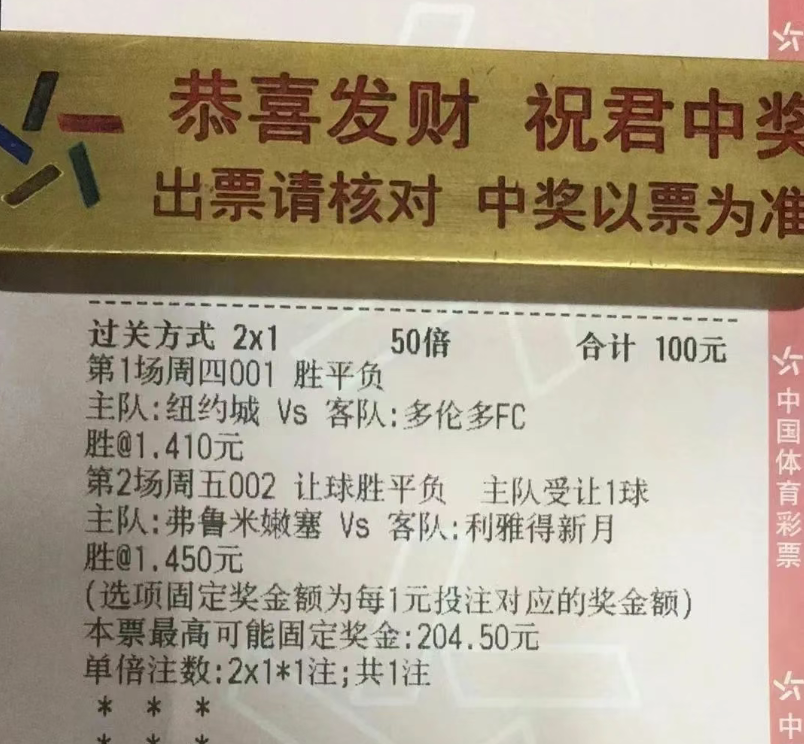 恭喜发财 祝君中奖
出票请核对 中奖以票为准
过关方式 2x1 50倍 合计 100元
第1场周四001 胜平负
主队:纽约城 Vs 客队:多伦多FC
胜@1.410元
第2场周五002 让球胜平负 主队受让1球
主队:弗鲁米嫩塞 Vs 客队:利雅得新月
胜@1.450元
(选项固定奖金额为每1元投注对应的奖金额)
本票最高可能固定奖金:204.50元
单倍注数:2x1*1注;共1注
* * *
* * *
中国体育彩票
中